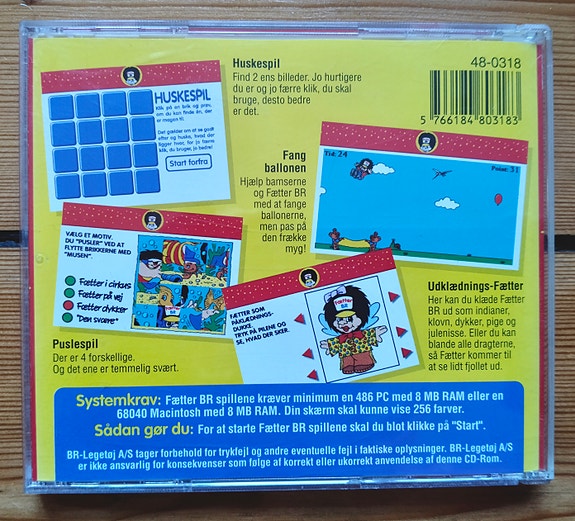 Huskespil
Find 2 ens billeder. Jo hurtigere
du er og jo færre klik, du skal
bruge, desto bedre
er det.
48-0318
5 766184 803183
HUSKESPIL
Klik på en brik og prøv,
om du kan finde én, der
er magen til.
Det gælder om at se godt
efter og huske, hvad der
ligger hvor, for jo færre
klik, du bruger, jo bedre!
Start forfra
Fang
ballonen
Hjælp bamserne
og Fætter BR
med at fange
ballonerne,
men pas på
den frække
myg!
Tid: 24
Point: 31
VÆLG ET MOTIV.
DU "PUSLER" VED AT
FLYTTE BRIKKERNE MED
"MUSEN".
Fætter i cirkus
Fætter på vej
Fætter dykker
"Den svære"
Puslespil
Der er 4 forskellige.
Og det ene er temmelig svært.
FÆTTER SOM
PÅKLÆDNINGS-
DUKKE.
TRYK PÅ PILENE OG
SE, HVAD DER SKER.
Fætter
BR
Udklædnings-Fætter
Her kan du klæde Fætter
BR ud som indianer,
klovn, dykker, pige og
julenisse. Eller du kan
blande alle dragterne,
så Fætter kommer til
at se lidt fjollet ud.
Systemkrav: Fætter BR spillene kræver minimum en 486 PC med 8 MB RAM eller en
68040 Macintosh med 8 MB RAM. Din skærm skal kunne vise 256 farver.
Sådan gør du: For at starte Fætter BR spillene skal du blot klikke på "Start".
BR-Legetøj A/S tager forbehold for trykfejl og andre eventuelle fejl i faktiske oplysninger. BR-Legetøj A/S
er ikke ansvarlig for konsekvenser som følge af korrekt eller ukorrekt anvendelse af denne CD-Rom.